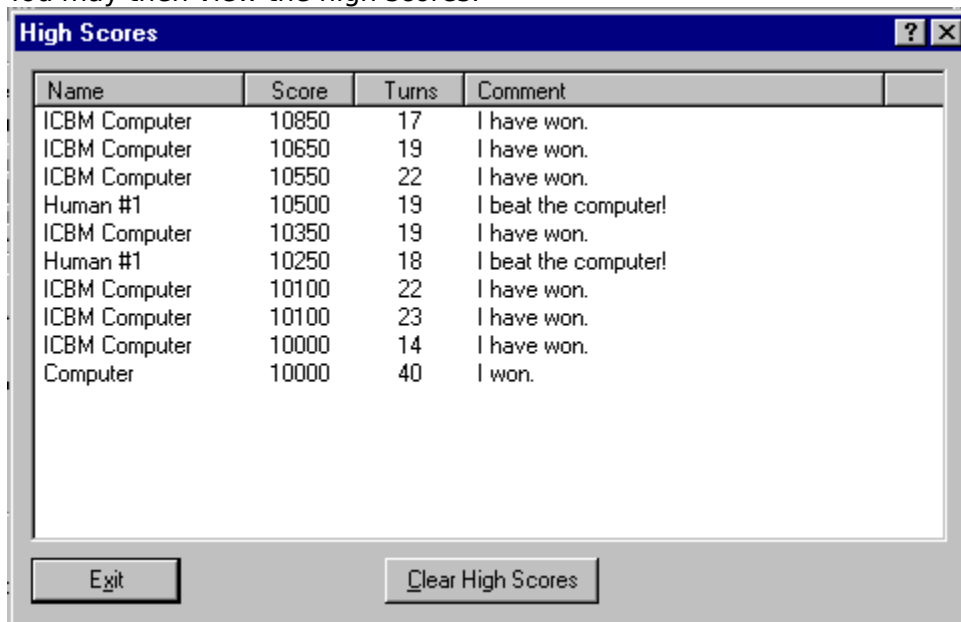 You may then view the high scores.
High Scores
Name Score Turns Comment
ICBM Computer 10850 17 I have won.
ICBM Computer 10650 19 I have won.
ICBM Computer 10550 22 I have won.
Human #1 10500 19 I beat the computer!
ICBM Computer 10350 19 I have won.
Human #1 10250 18 I beat the computer!
ICBM Computer 10100 22 I have won.
ICBM Computer 10100 23 I have won.
ICBM Computer 10000 14 I have won.
Computer 10000 40 I won.
Exit Clear High Scores